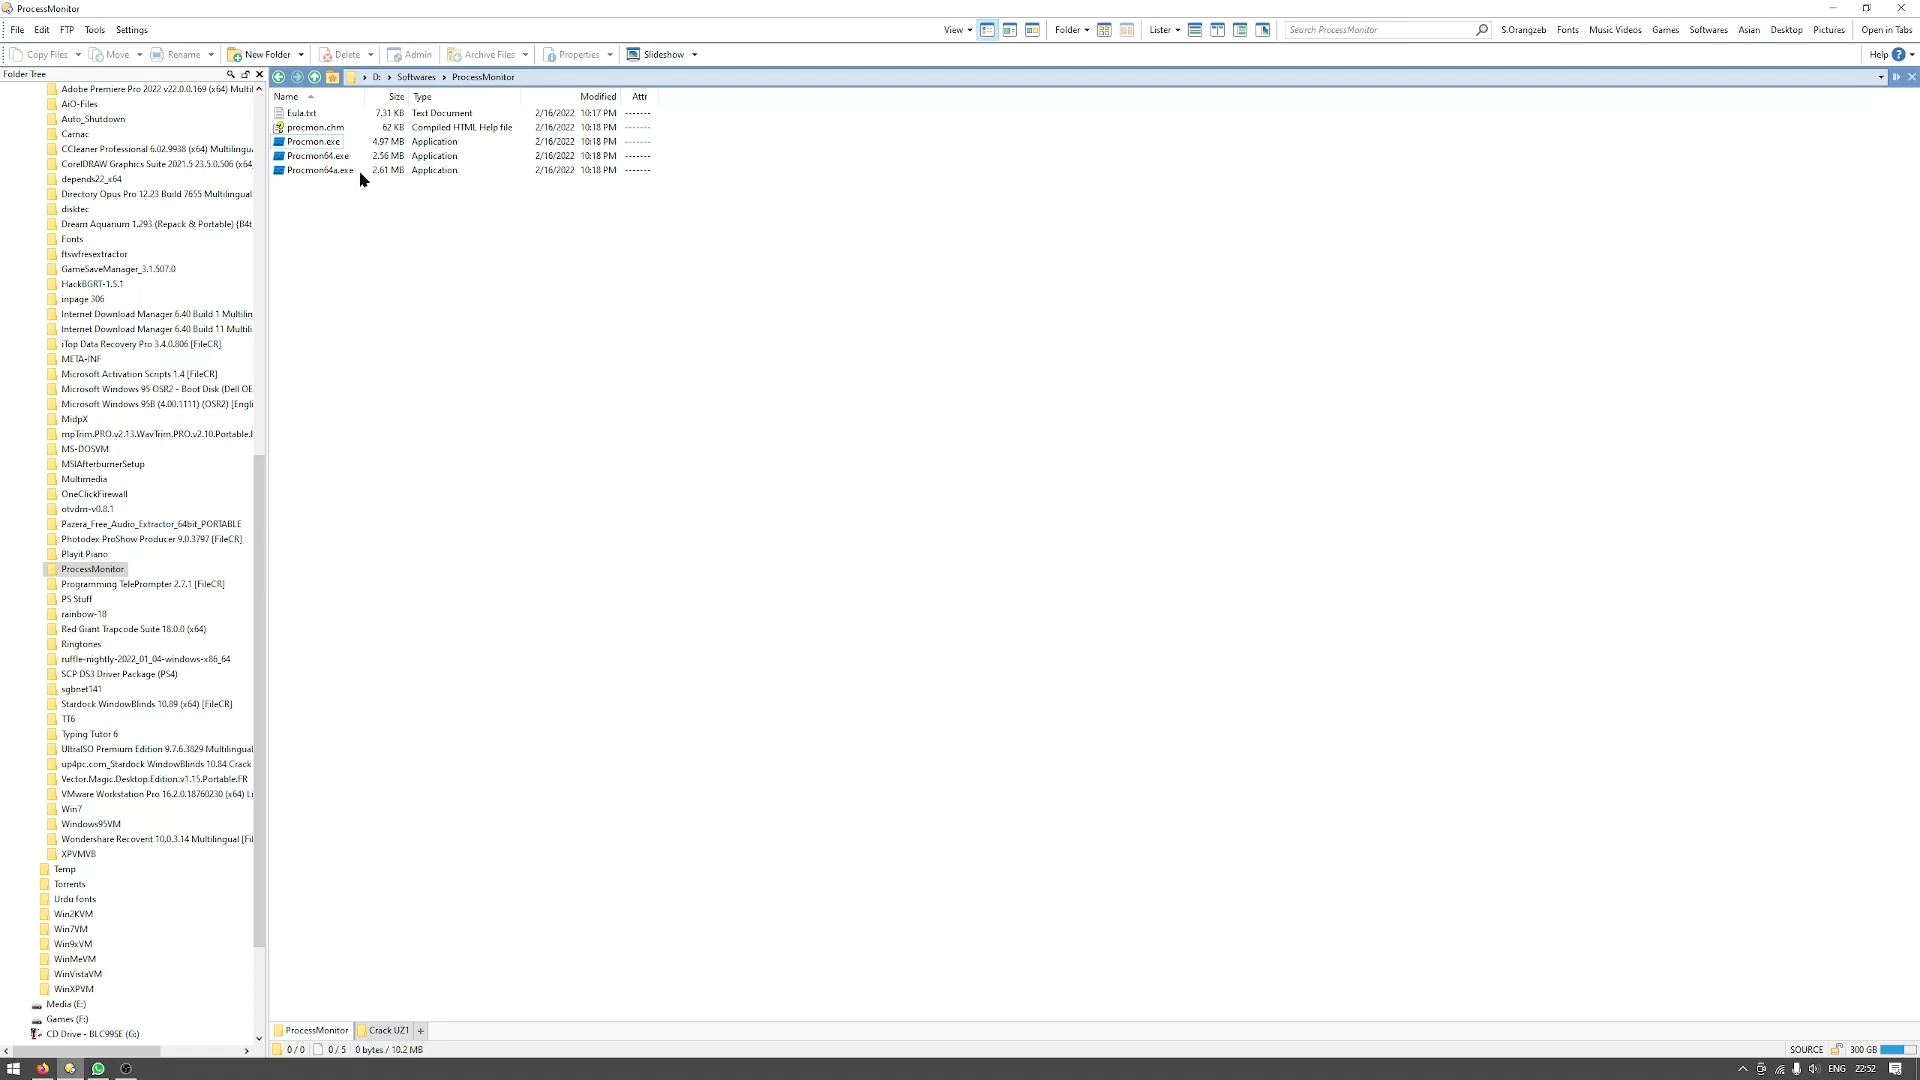 ProcessMonitor
File Edit FTP Tools Settings View Folder Lister Search ProcessMonitor S.Orangzeb Fonts Music Videos Games Softwares Asian Desktop Pictures Open in Tabs
Copy Files Move Rename New Folder Delete Admin Archive Files Properties Slideshow Help
Folder Tree
D: Softwares ProcessMonitor
Name Size Type Modified Attr
Eula.txt 7.31 KB Text Document 2/16/2022 10:17 PM -------
procmon.chm 62 KB Compiled HTML Help file 2/16/2022 10:18 PM -------
Procmon.exe 4.97 MB Application 2/16/2022 10:18 PM -------
Procmon64.exe 2.56 MB Application 2/16/2022 10:18 PM -------
Procmon64a.exe 2.61 MB Application 2/16/2022 10:18 PM -------
Adobe Premiere Pro 2022 v22.0.0.169 (x64) Multil
AiO-Files
Auto_Shutdown
Carnac
CCleaner Professional 6.02.9938 (x64) Multilingu
CorelDRAW Graphics Suite 2021.5 23.5.0.506 (x64
depends22_x64
Directory Opus Pro 12.23 Build 7655 Multilingual
disktec
Dream Aquarium 1.293 (Repack & Portable) {B4t
Fonts
ftswfresextractor
GameSaveManager_3.1.507.0
HackBGRT-1.5.1
inpage 306
Internet Download Manager 6.40 Build 1 Multilin
Internet Download Manager 6.40 Build 11 Multili
iTop Data Recovery Pro 3.4.0.806 [FileCR]
META-INF
Microsoft Activation Scripts 1.4 [FileCR]
Microsoft Windows 95 OSR2 - Boot Disk (Dell OE
Microsoft Windows 95B (4.00.1111) (OSR2) [Engli
MidpX
mpTrim.PRO.v2.13.WavTrim.PRO.v2.10.Portable.
MS-DOSVM
MSIAfterburnerSetup
Multimedia
OneClickFirewall
otvdm-v0.8.1
Pazera_Free_Audio_Extractor_64bit_PORTABLE
Photodex ProShow Producer 9.0.3797 [FileCR]
Playit Piano
ProcessMonitor
Programming TelePrompter 2.7.1 [FileCR]
PS Stuff
rainbow-18
Red Giant Trapcode Suite 18.0.0 (x64)
Ringtones
ruffle-nightly-2022_01_04-windows-x86_64
SCP DS3 Driver Package (PS4)
sgbnet141
Stardock WindowBlinds 10.89 (x64) [FileCR]
TT6
Typing Tutor 6
UltraISO Premium Edition 9.7.6.3829 Multilingual
up4pc.com_Stardock WindowBlinds 10.84 Crack
Vector.Magic.Desktop.Edition.v1.15.Portable.FR
VMware Workstation Pro 16.2.0.18760230 (x64) Li
Win7
Windows95VM
Wondershare Recoverit 10.0.3.14 Multilingual [Fil
XPVMVB
Temp
Torrents
Urdu fonts
Win2KVM
Win7VM
Win9xVM
WinMeVM
WinVistaVM
WinXPVM
Media (E:)
Games (F:)
CD Drive - BLC99SE (G:)
ProcessMonitor Crack UZ1 +
0 / 0 0 / 5 0 bytes / 10.2 MB SOURCE 300 GB
ENG 22:52